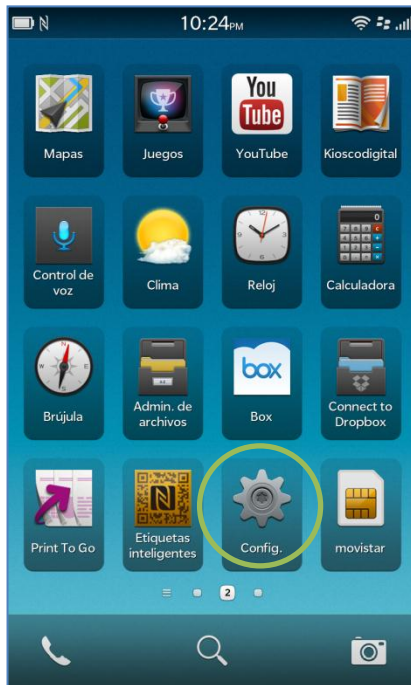 10:24PM
You
Tube
Mapas
Juegos
YouTube
Kioscodigital
Control de
voz
Clima
Reloj
Calculadora
box
Brújula
Admin. de
archivos
Box
Connect to
Dropbox
Print To Go
Etiquetas
inteligentes
Config.
movistar
2